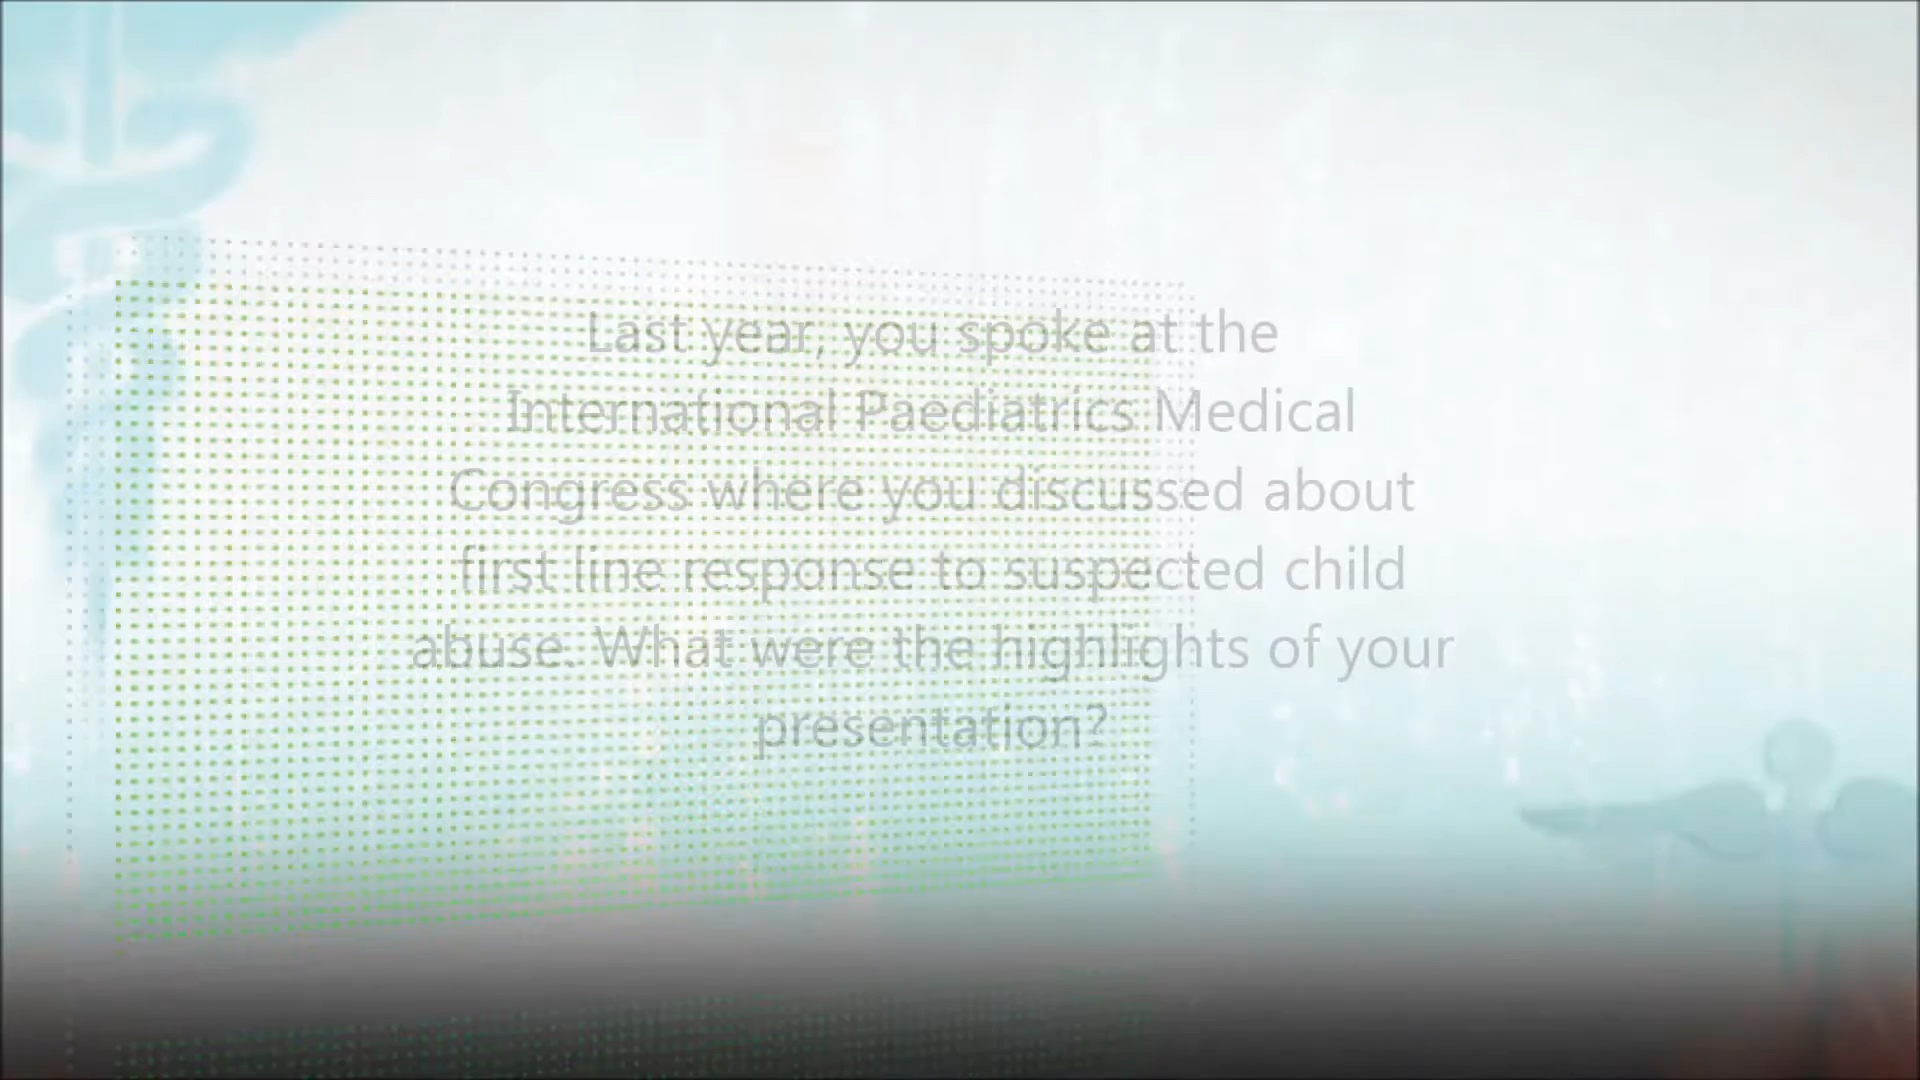 Last year, you spoke at the
International Paediatrics Medical
Congress where you discussed about
first line response to suspected child
abuse. What were the highlights of your
presentation?